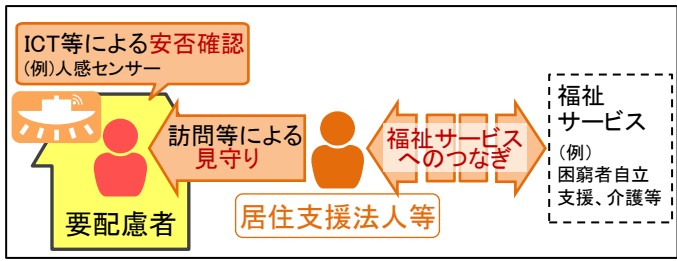 ICT等による安否確認
(例)人感センサー
訪問等による
見守り
要配慮者
居住支援法人等
福祉サービス
へのつなぎ
福祉
サービス
(例)
困窮者自立
支援、介護等